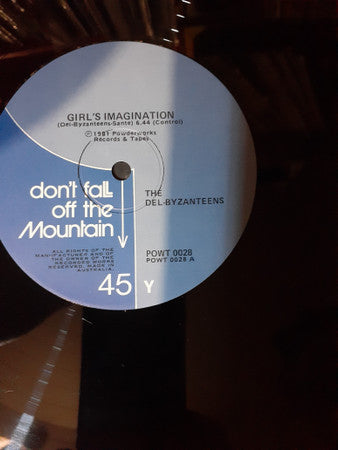 GIRL'S IMAGINATION
(Del-Byzanteens-Sante) 6.44 (Control)
℗ 1981 Powderworks
Records & Tapes
don't fall
off the
Mountain
THE
DEL-BYZANTEENS
ALL RIGHTS OF THE
MANUFACTURER AND OF
THE OWNER OF THE
RECORDED WORKS
RESERVED. MADE IN
AUSTRALIA.
POWT 0028
POWT 0028 A
45 Y